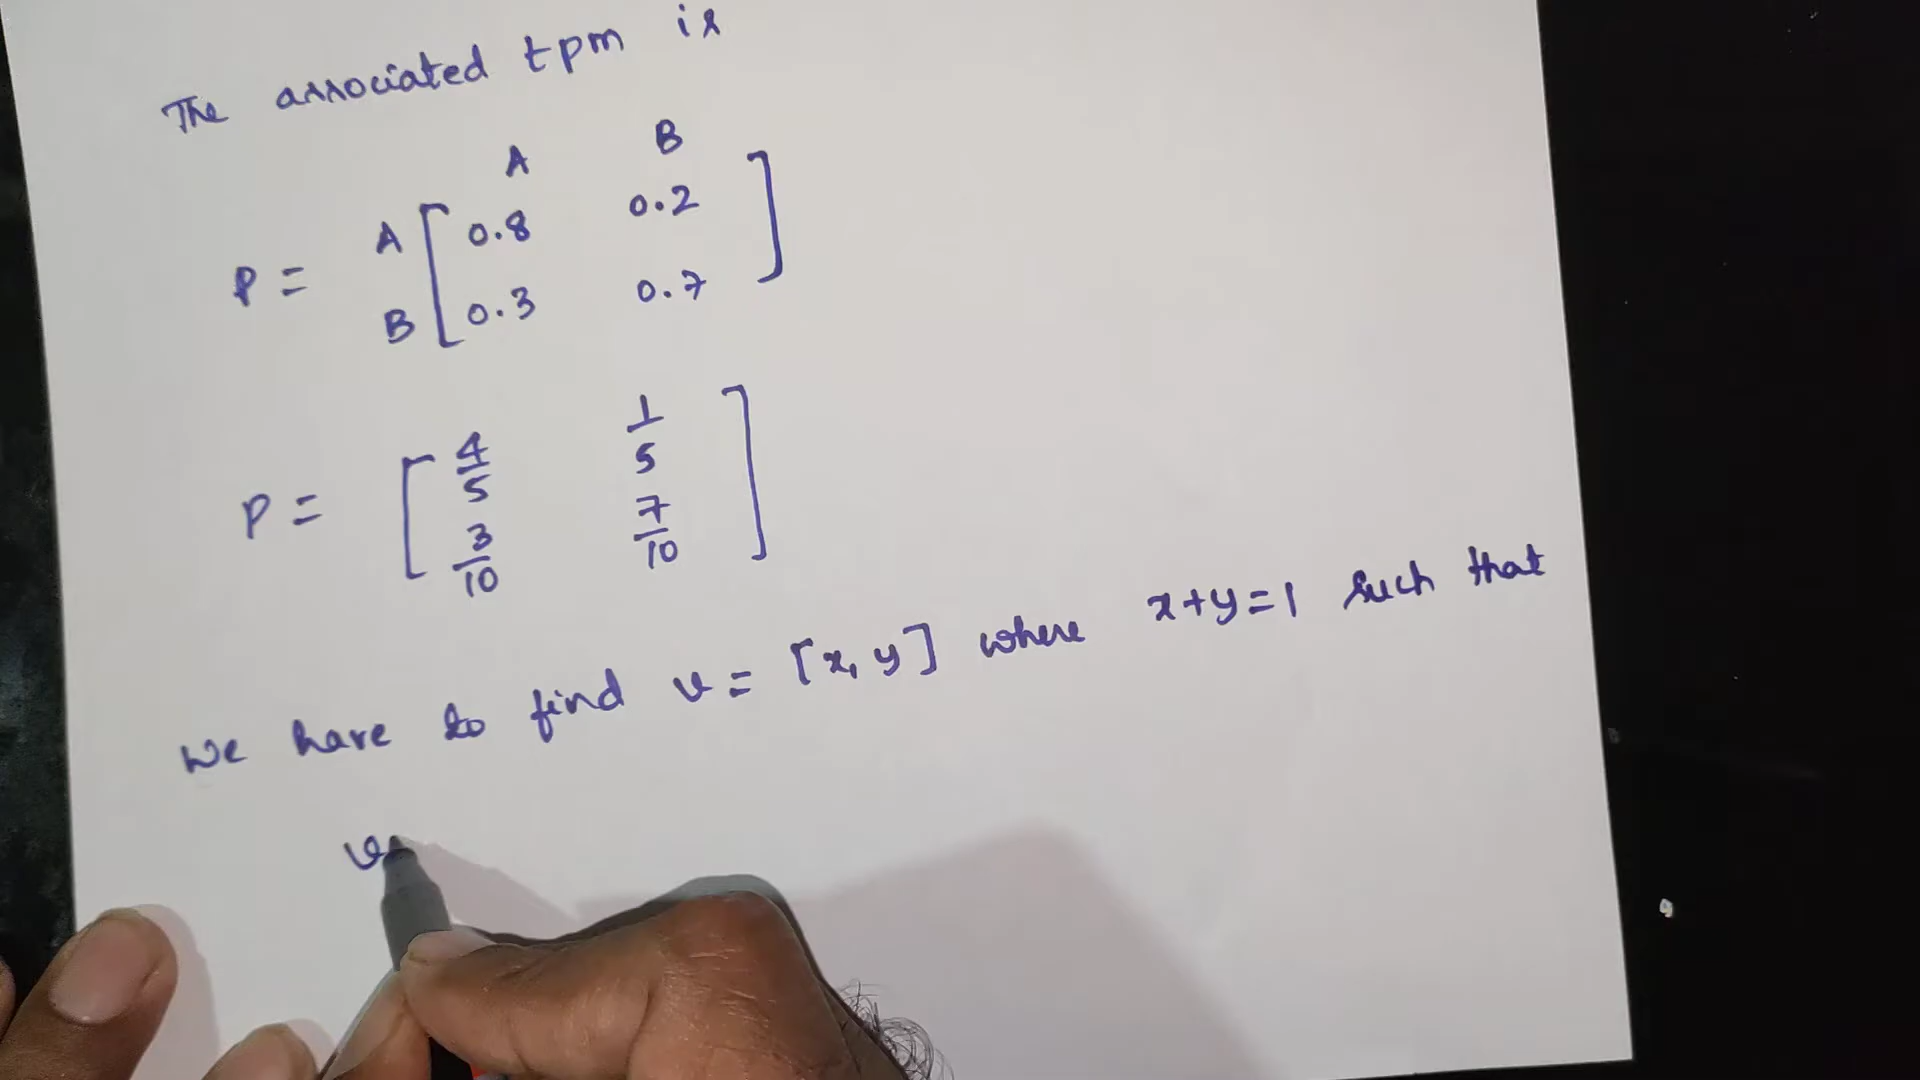 The associated tpm is
A B
P = A [ 0.8 0.2 ]
B [ 0.3 0.7 ]
P = [ 4/5 1/5 ]
[ 3/10 7/10 ]
We have to find v = [x, y] where x+y=1 such that
v